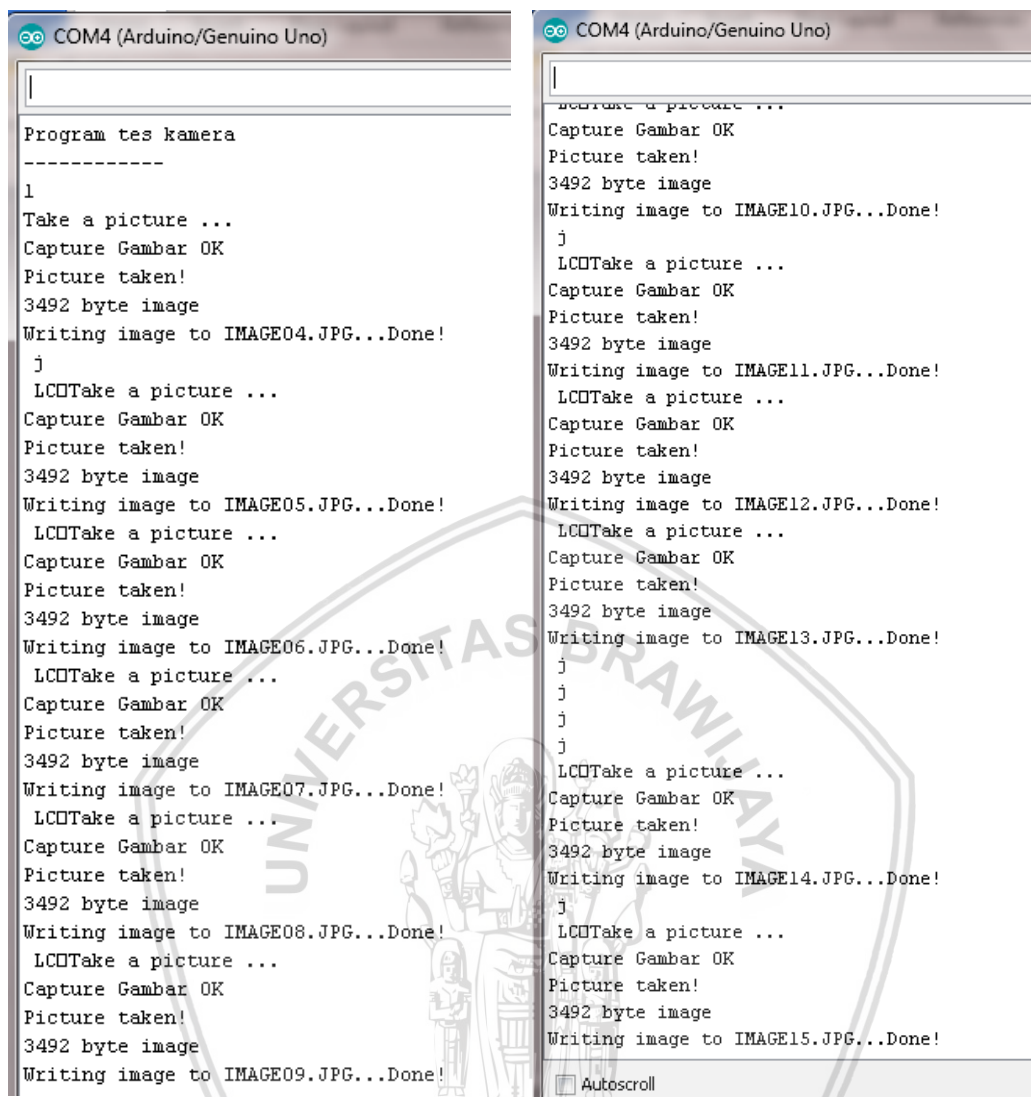 COM4 (Arduino/Genuino Uno)
Program tes kamera
------------
l
Take a picture ...
Capture Gambar OK
Picture taken!
3492 byte image
Writing image to IMAGE04.JPG...Done!
j
LC□Take a picture ...
Capture Gambar OK
Picture taken!
3492 byte image
Writing image to IMAGE05.JPG...Done!
LC□Take a picture ...
Capture Gambar OK
Picture taken!
3492 byte image
Writing image to IMAGE06.JPG...Done!
LC□Take a picture ...
Capture Gambar OK
Picture taken!
3492 byte image
Writing image to IMAGE07.JPG...Done!
LC□Take a picture ...
Capture Gambar OK
Picture taken!
3492 byte image
Writing image to IMAGE08.JPG...Done!
LC□Take a picture ...
Capture Gambar OK
Picture taken!
3492 byte image
Writing image to IMAGE09.JPG...Done!
COM4 (Arduino/Genuino Uno)
LC□Take a picture ...
Capture Gambar OK
Picture taken!
3492 byte image
Writing image to IMAGE10.JPG...Done!
j
LC□Take a picture ...
Capture Gambar OK
Picture taken!
3492 byte image
Writing image to IMAGE11.JPG...Done!
LC□Take a picture ...
Capture Gambar OK
Picture taken!
3492 byte image
Writing image to IMAGE12.JPG...Done!
LC□Take a picture ...
Capture Gambar OK
Picture taken!
3492 byte image
Writing image to IMAGE13.JPG...Done!
j
j
j
j
LC□Take a picture ...
Capture Gambar OK
Picture taken!
3492 byte image
Writing image to IMAGE14.JPG...Done!
j
LC□Take a picture ...
Capture Gambar OK
Picture taken!
3492 byte image
Writing image to IMAGE15.JPG...Done!
Autoscroll
UNIVERSITAS BRAWIJAYA